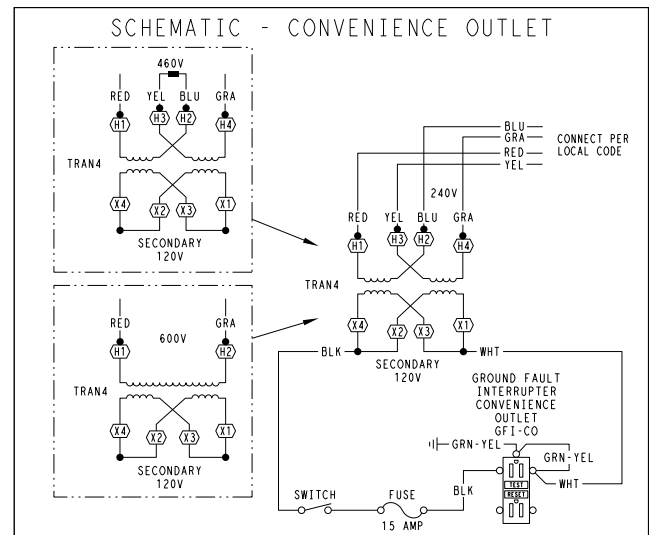 SCHEMATIC - CONVENIENCE OUTLET
460V
RED YEL BLU GRA
H1 H3 H2 H4
TRAN4
X4 X2 X3 X1
SECONDARY
120V
RED GRA
600V
H1 H2
TRAN4
X4 X2 X3 X1
SECONDARY
120V
BLU
GRA
RED
YEL
CONNECT PER
LOCAL CODE
240V
RED YEL BLU GRA
H1 H3 H2 H4
TRAN4
X4 X2 X3 X1
BLK
WHT
SECONDARY
120V
GROUND FAULT
INTERRUPTER
CONVENIENCE
OUTLET
GFI-CO
GRN-YEL
GRN-YEL
BLK
WHT
TEST
RESET
SWITCH
FUSE
15 AMP